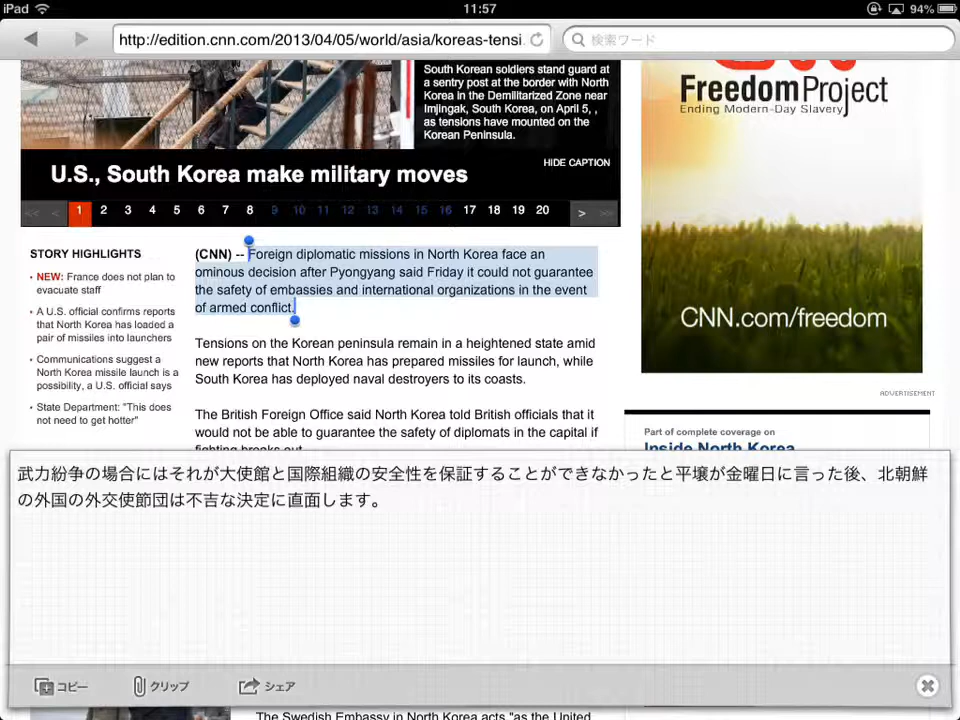 iPad
11:57
94%
http://edition.cnn.com/2013/04/05/world/asia/koreas-tensi.
検索ワード
South Korean soldiers stand guard at
a sentry post at the border with North
Korea in the Demilitarized Zone near
Imjingak, South Korea, on April 5, ,
as tensions have mounted on the
Korean Peninsula.
HIDE CAPTION
U.S., South Korea make military moves
<< < 1 2 3 4 5 6 7 8 9 10 11 12 13 14 15 16 17 18 19 20 > >>
FreedomProject
Ending Modern-Day Slavery
CNN.com/freedom
ADVERTISEMENT
STORY HIGHLIGHTS
NEW: France does not plan to
evacuate staff
A U.S. official confirms reports
that North Korea has loaded a
pair of missiles into launchers
Communications suggest a
North Korea missile launch is a
possibility, a U.S. official says
State Department: "This does
not need to get hotter"
(CNN) -- Foreign diplomatic missions in North Korea face an
ominous decision after Pyongyang said Friday it could not guarantee
the safety of embassies and international organizations in the event
of armed conflict.
Tensions on the Korean peninsula remain in a heightened state amid
new reports that North Korea has prepared missiles for launch, while
South Korea has deployed naval destroyers to its coasts.
The British Foreign Office said North Korea told British officials that it
would not be able to guarantee the safety of diplomats in the capital if
fighting breaks out.
Part of complete coverage on
Inside North Korea
武力紛争の場合にはそれが大使館と国際組織の安全性を保証することができなかったと平壌が金曜日に言った後、北朝鮮
の外国の外交使節団は不吉な決定に直面します。
コピー
クリップ
シェア
The Swedish Embassy in North Korea acts "as the United